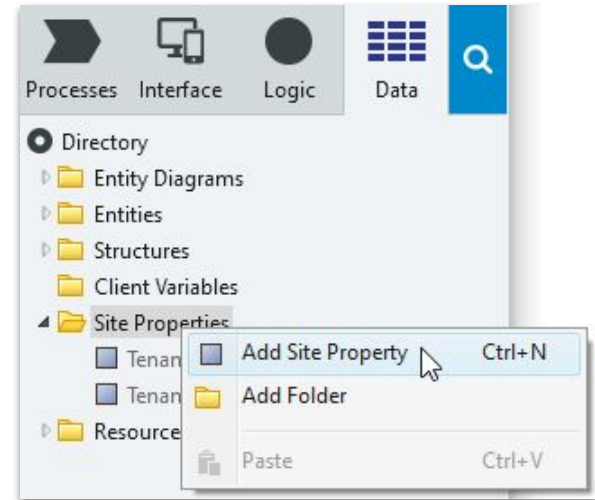 Processes Interface Logic Data
Directory
Entity Diagrams
Entities
Structures
Client Variables
Site Properties
Add Site Property Ctrl+N
Tenan
Add Folder
Tenan
Resource
Paste Ctrl+V